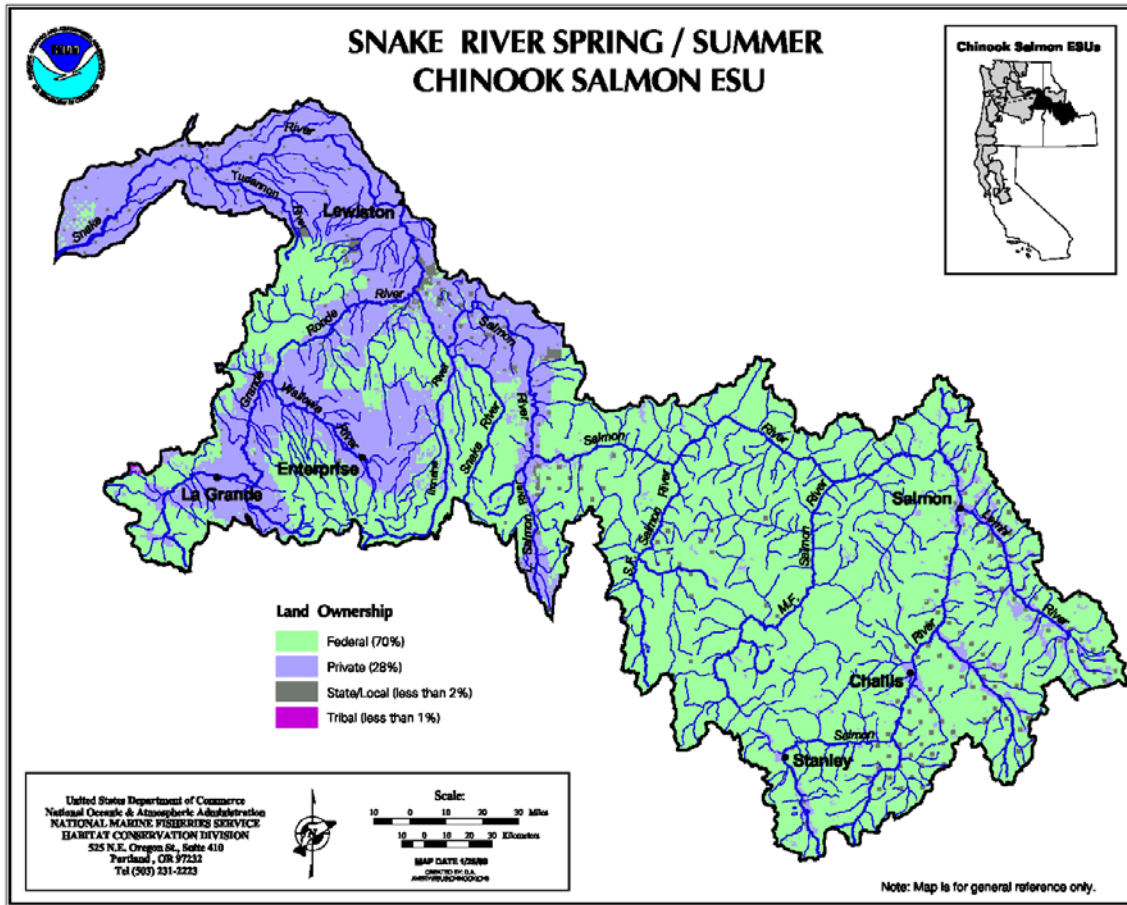 SNAKE RIVER SPRING / SUMMER
CHINOOK SALMON ESU
Chinook Salmon ESUs
River
Tucannon
River
Snake
Lewiston
River
Ronde
Grande
Salmon
River
River
Wallowa
River
Snake River
Imnaha
Enterprise
La Grande
Salmon
River
River
Salmon
S.F.
River
Salmon
M.F.
River
L. Salmon
Salmon
Lemhi
River
River
Challis
Salmon
Stanley
Land Ownership
Federal (70%)
Private (28%)
State/Local (less than 2%)
Tribal (less than 1%)
United States Department of Commerce
National Oceanic & Atmospheric Administration
NATIONAL MARINE FISHERIES SERVICE
HABITAT CONSERVATION DIVISION
525 N.E. Oregon St., Suite 410
Portland , OR 97232
Tel (503) 231-2223
N
Scale:
10 0 10 20 30 Miles
10 0 10 20 30 Kilometers
MAP DATE
CREATED BY: D.A.
Note: Map is for general reference only.